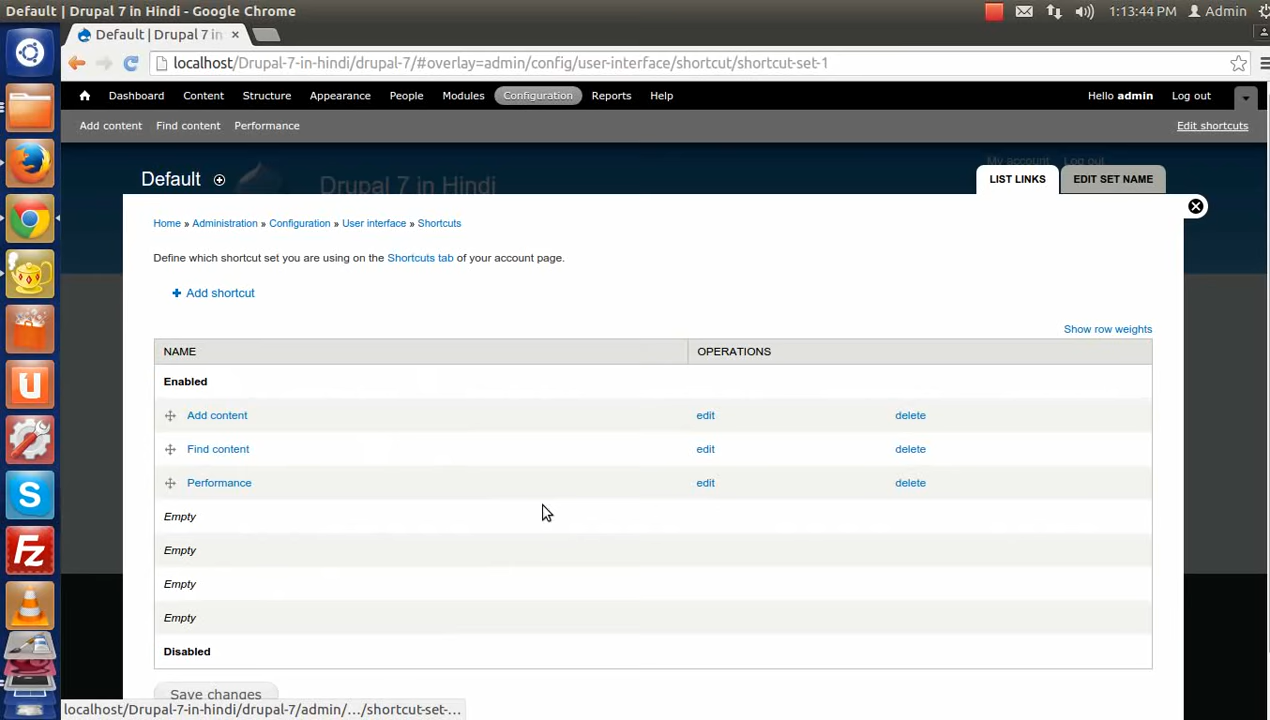 Default | Drupal 7 in Hindi - Google Chrome
1:13:44 PM
Admin
Default | Drupal 7 in
localhost/Drupal-7-in-hindi/drupal-7/#overlay=admin/config/user-interface/shortcut/shortcut-set-1
Dashboard Content Structure Appearance People Modules Configuration Reports Help
Hello admin Log out
Add content Find content Performance
Edit shortcuts
My account Log out
Default
Drupal 7 in Hindi
LIST LINKS EDIT SET NAME
Home » Administration » Configuration » User interface » Shortcuts
Define which shortcut set you are using on the Shortcuts tab of your account page.
Add shortcut
Show row weights
NAME OPERATIONS
Enabled
Add content edit delete
Find content edit delete
Performance edit delete
Empty
Empty
Empty
Empty
Disabled
Save changes
localhost/Drupal-7-in-hindi/drupal-7/admin/…/shortcut-set-...